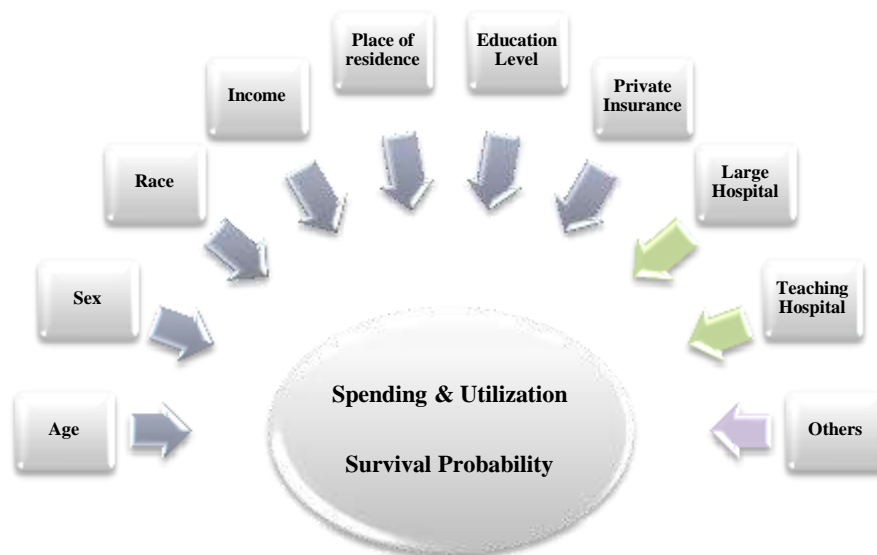 Place of
residence
Education
Level
Income
Private
Insurance
Race
Large
Hospital
Sex
Teaching
Hospital
Spending & Utilization
Age
Others
Survival Probability